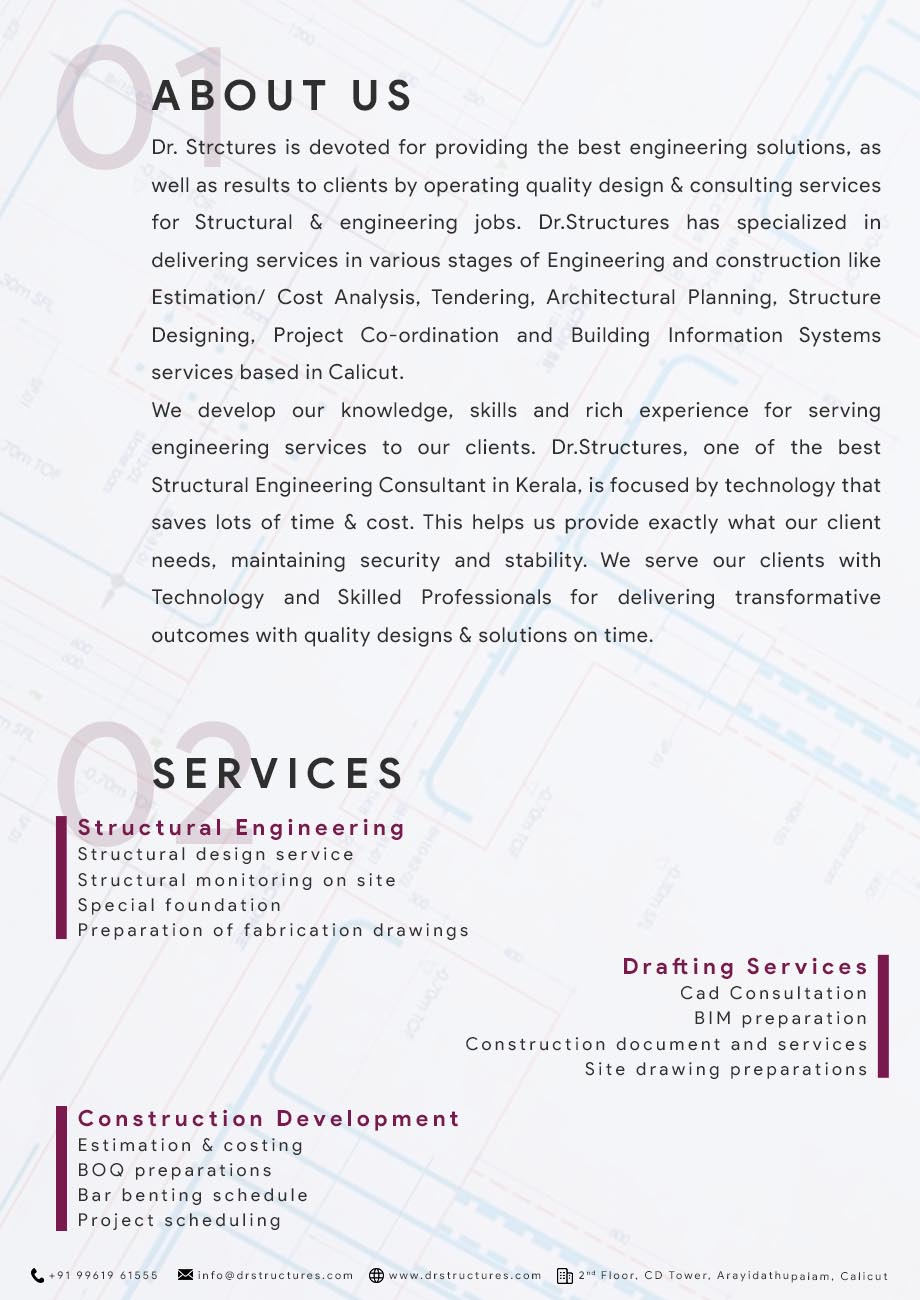 01
ABOUT US
Dr. Strctures is devoted for providing the best engineering solutions, as
well as results to clients by operating quality design & consulting services
for Structural & engineering jobs. Dr.Structures has specialized in
delivering services in various stages of Engineering and construction like
Estimation/ Cost Analysis, Tendering, Architectural Planning, Structure
Designing, Project Co-ordination and Building Information Systems
services based in Calicut.
We develop our knowledge, skills and rich experience for serving
engineering services to our clients. Dr.Structures, one of the best
Structural Engineering Consultant in Kerala, is focused by technology that
saves lots of time & cost. This helps us provide exactly what our client
needs, maintaining security and stability. We serve our clients with
Technology and Skilled Professionals for delivering transformative
outcomes with quality designs & solutions on time.
02
SERVICES
Structural Engineering
Structural design service
Structural monitoring on site
Special foundation
Preparation of fabrication drawings
Drafting Services
Cad Consultation
BIM preparation
Construction document and services
Site drawing preparations
Construction Development
Estimation & costing
BOQ preparations
Bar benting schedule
Project scheduling
+91 99619 61555 info@drstructures.com www.drstructures.com 2nd Floor, CD Tower, Arayidathupalam, Calicut